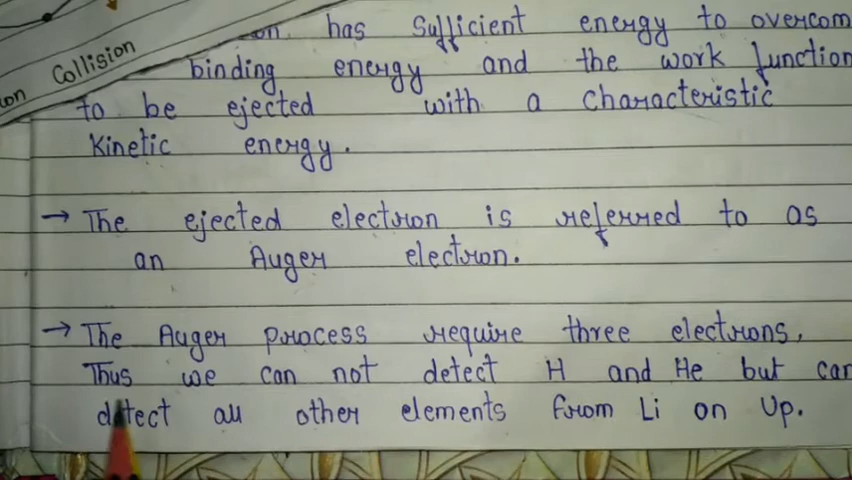 Collision
has Sufficient energy to overcom
binding energy and the work function
to be ejected with a characteristic
Kinetic energy.
→ The ejected electron is referred to as
an Auger electron.
→ The Auger process require three electrons,
Thus we can not detect H and He but can
detect all other elements from Li on Up.